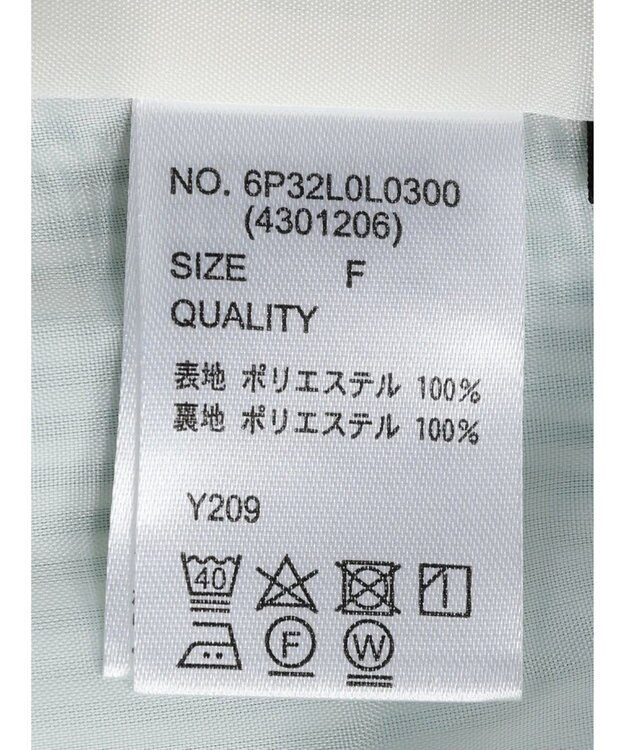 NO. 6P32L0L0300
(4301206)
SIZE F
QUALITY
表地 ポリエステル 100%
裏地 ポリエステル 100%
Y209
40
F W